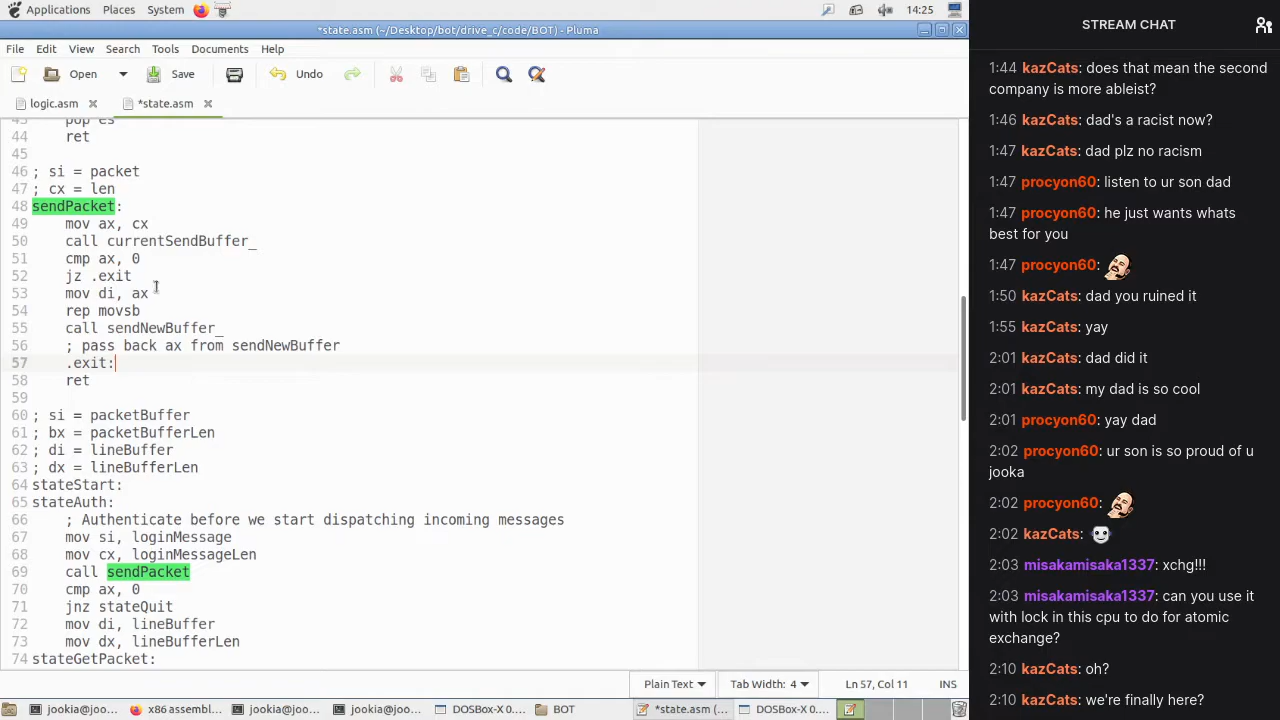 Applications Places System 14:25
*state.asm (~/Desktop/bot/drive_c/code/BOT) - Pluma
File Edit View Search Tools Documents Help
Open Save Undo
logic.asm *state.asm
43 pop es
44 ret
45
46 ; si = packet
47 ; cx = len
48 sendPacket:
49 mov ax, cx
50 call currentSendBuffer_
51 cmp ax, 0
52 jz .exit
53 mov di, ax
54 rep movsb
55 call sendNewBuffer_
56 ; pass back ax from sendNewBuffer
57 .exit:
58 ret
59
60 ; si = packetBuffer
61 ; bx = packetBufferLen
62 ; di = lineBuffer
63 ; dx = lineBufferLen
64 stateStart:
65 stateAuth:
66 ; Authenticate before we start dispatching incoming messages
67 mov si, loginMessage
68 mov cx, loginMessageLen
69 call sendPacket
70 cmp ax, 0
71 jnz stateQuit
72 mov di, lineBuffer
73 mov dx, lineBufferLen
74 stateGetPacket:
Plain Text Tab Width: 4 Ln 57, Col 11 INS
jookia@joo... x86 assembl... jookia@joo... jookia@joo... DOSBox-X 0.... BOT *state.asm (... DOSBox-X 0....
STREAM CHAT
1:44 kazCats: does that mean the second
company is more ableist?
1:46 kazCats: dad's a racist now?
1:47 kazCats: dad plz no racism
1:47 procyon60: listen to ur son dad
1:47 procyon60: he just wants whats
best for you
1:47 procyon60:
1:50 kazCats: dad you ruined it
1:55 kazCats: yay
2:01 kazCats: dad did it
2:01 kazCats: my dad is so cool
2:01 procyon60: yay dad
2:02 procyon60: ur son is so proud of u
jooka
2:02 procyon60:
2:02 kazCats:
2:03 misakamisaka1337: xchg!!!
2:03 misakamisaka1337: can you use it
with lock in this cpu to do for atomic
exchange?
2:10 kazCats: oh?
2:10 kazCats: we're finally here?